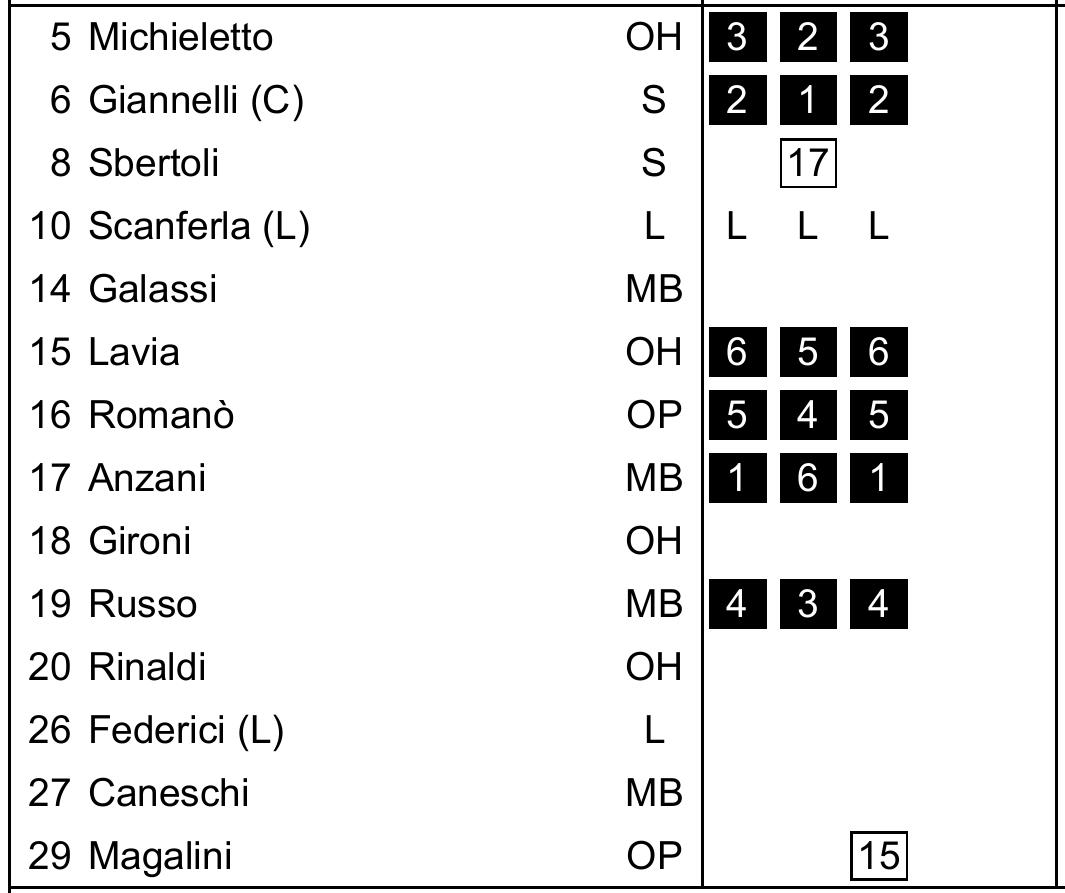 5 Michieletto OH 3 2 3
6 Giannelli (C) S 2 1 2
8 Sbertoli S 17
10 Scanferla (L) L L L L
14 Galassi MB
15 Lavia OH 6 5 6
16 Romanò OP 5 4 5
17 Anzani MB 1 6 1
18 Gironi OH
19 Russo MB 4 3 4
20 Rinaldi OH
26 Federici (L) L
27 Caneschi MB
29 Magalini OP 15